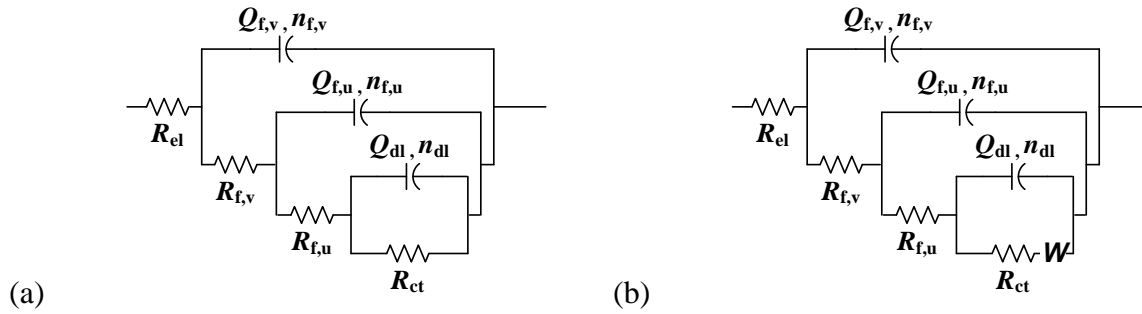 Q_f,v , n_f,v
Q_f,u , n_f,u
R_el
Q_dl , n_dl
R_f,v
R_f,u
R_ct
(a)
Q_f,v , n_f,v
Q_f,u , n_f,u
R_el
Q_dl , n_dl
R_f,v
R_f,u
W
R_ct
(b)